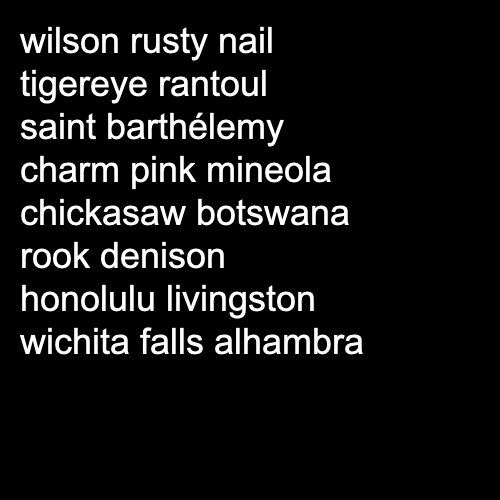 wilson rusty nail
tigereye rantoul
saint barthélemy
charm pink mineola
chickasaw botswana
rook denison
honolulu livingston
wichita falls alhambra